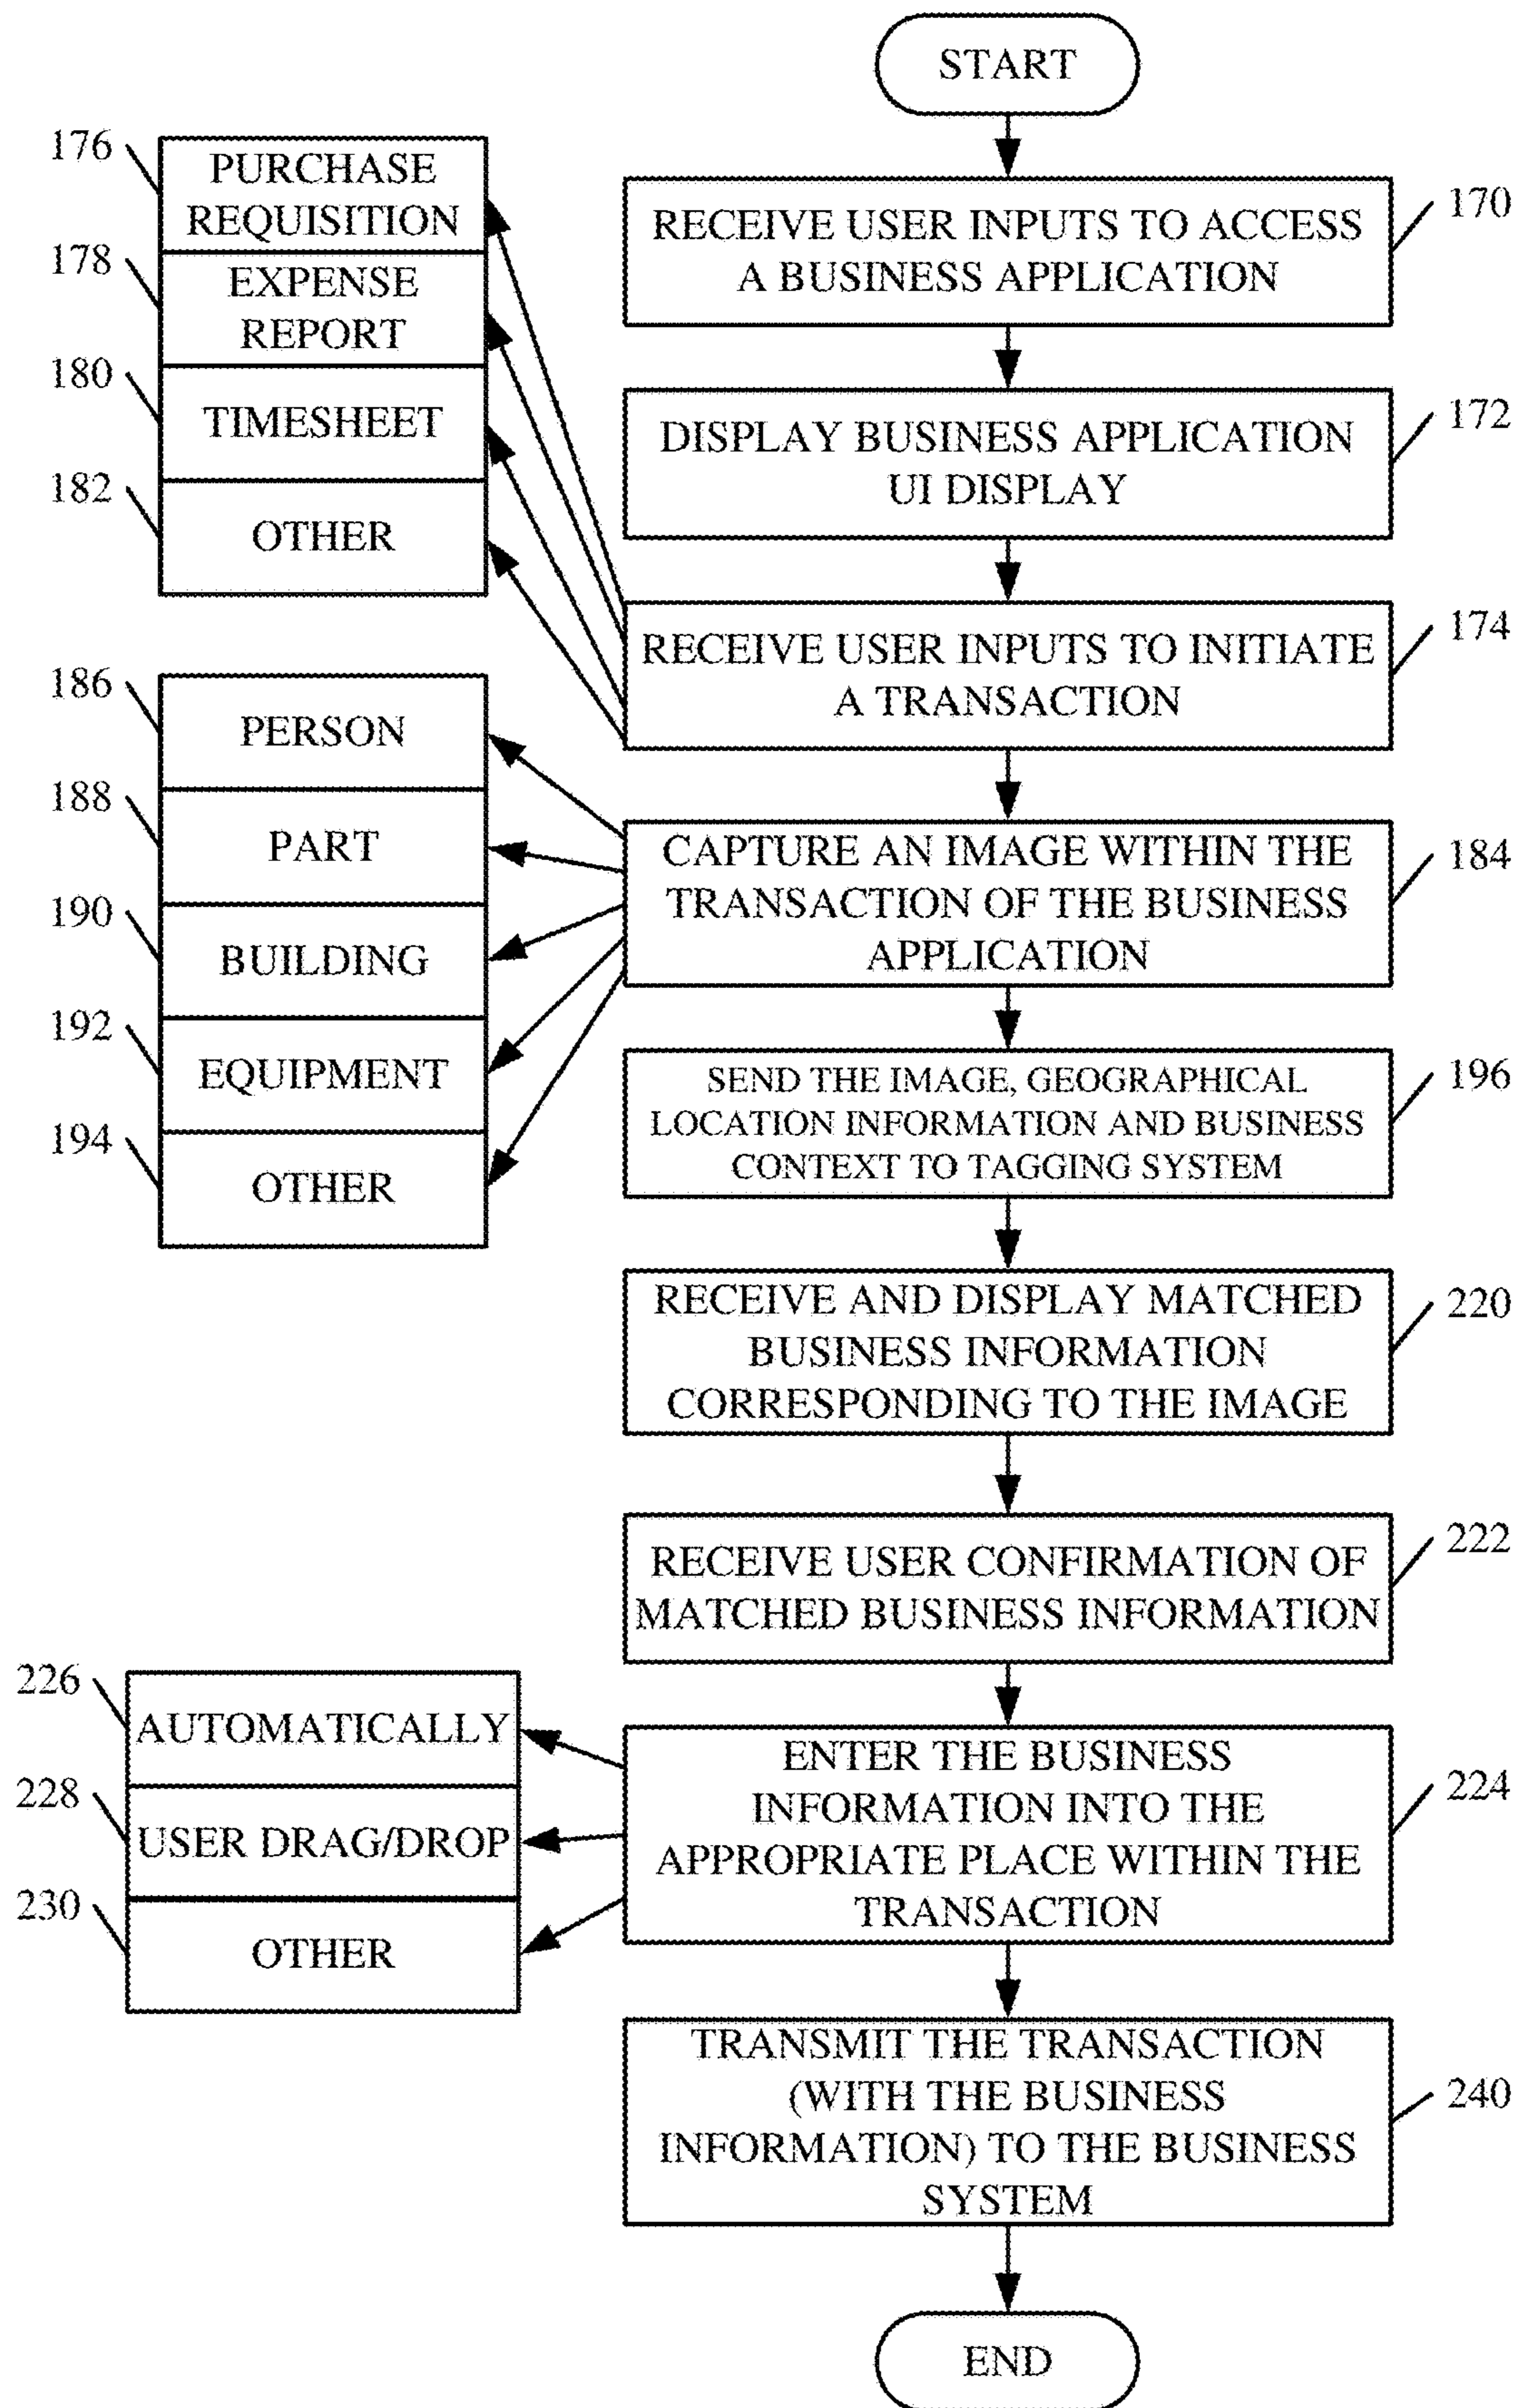 START
176
PURCHASE
REQUISITION
178
EXPENSE
REPORT
180
TIMESHEET
182
OTHER
RECEIVE USER INPUTS TO ACCESS
A BUSINESS APPLICATION
170
DISPLAY BUSINESS APPLICATION
UI DISPLAY
172
RECEIVE USER INPUTS TO INITIATE
A TRANSACTION
174
186
PERSON
188
PART
190
BUILDING
192
EQUIPMENT
194
OTHER
CAPTURE AN IMAGE WITHIN THE
TRANSACTION OF THE BUSINESS
APPLICATION
184
SEND THE IMAGE, GEOGRAPHICAL
LOCATION INFORMATION AND BUSINESS
CONTEXT TO TAGGING SYSTEM
196
RECEIVE AND DISPLAY MATCHED
BUSINESS INFORMATION
CORRESPONDING TO THE IMAGE
220
RECEIVE USER CONFIRMATION OF
MATCHED BUSINESS INFORMATION
222
226
AUTOMATICALLY
228
USER DRAG/DROP
230
OTHER
ENTER THE BUSINESS
INFORMATION INTO THE
APPROPRIATE PLACE WITHIN THE
TRANSACTION
224
TRANSMIT THE TRANSACTION
(WITH THE BUSINESS
INFORMATION) TO THE BUSINESS
SYSTEM
240
END